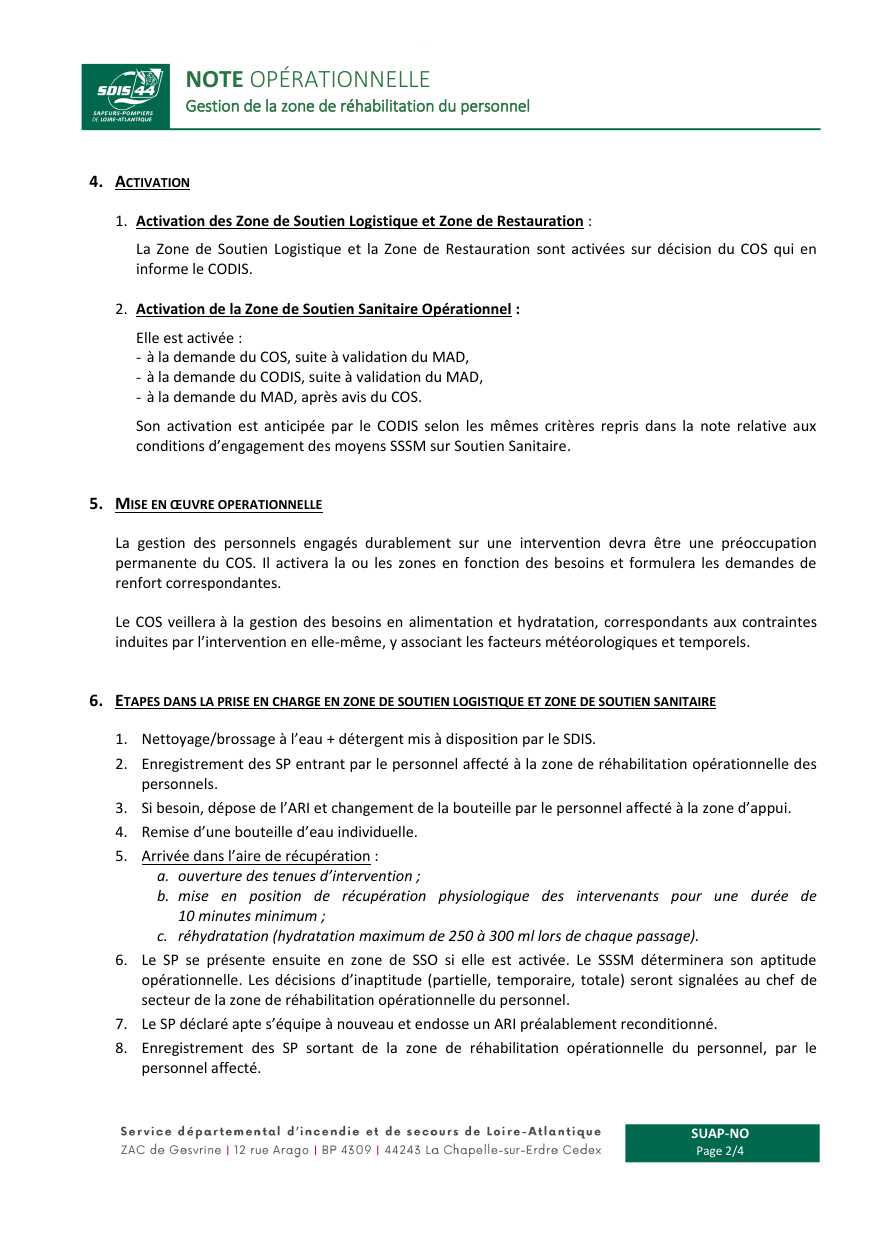 SDIS 44
SAPEURS-POMPIERS
DE LOIRE-ATLANTIQUE
NOTE OPÉRATIONNELLE
Gestion de la zone de réhabilitation du personnel
4. ACTIVATION
1. Activation des Zone de Soutien Logistique et Zone de Restauration :
La Zone de Soutien Logistique et la Zone de Restauration sont activées sur décision du COS qui en
informe le CODIS.
2. Activation de la Zone de Soutien Sanitaire Opérationnel :
Elle est activée :
- à la demande du COS, suite à validation du MAD,
- à la demande du CODIS, suite à validation du MAD,
- à la demande du MAD, après avis du COS.
Son activation est anticipée par le CODIS selon les mêmes critères repris dans la note relative aux
conditions d’engagement des moyens SSSM sur Soutien Sanitaire.
5. MISE EN ŒUVRE OPERATIONNELLE
La gestion des personnels engagés durablement sur une intervention devra être une préoccupation
permanente du COS. Il activera la ou les zones en fonction des besoins et formulera les demandes de
renfort correspondantes.
Le COS veillera à la gestion des besoins en alimentation et hydratation, correspondants aux contraintes
induites par l’intervention en elle-même, y associant les facteurs météorologiques et temporels.
6. ETAPES DANS LA PRISE EN CHARGE EN ZONE DE SOUTIEN LOGISTIQUE ET ZONE DE SOUTIEN SANITAIRE
1. Nettoyage/brossage à l’eau + détergent mis à disposition par le SDIS.
2. Enregistrement des SP entrant par le personnel affecté à la zone de réhabilitation opérationnelle des
personnels.
3. Si besoin, dépose de l’ARI et changement de la bouteille par le personnel affecté à la zone d’appui.
4. Remise d’une bouteille d’eau individuelle.
5. Arrivée dans l’aire de récupération :
a. ouverture des tenues d’intervention ;
b. mise en position de récupération physiologique des intervenants pour une durée de
10 minutes minimum ;
c. réhydratation (hydratation maximum de 250 à 300 ml lors de chaque passage).
6. Le SP se présente ensuite en zone de SSO si elle est activée. Le SSSM déterminera son aptitude
opérationnelle. Les décisions d’inaptitude (partielle, temporaire, totale) seront signalées au chef de
secteur de la zone de réhabilitation opérationnelle du personnel.
7. Le SP déclaré apte s’équipe à nouveau et endosse un ARI préalablement reconditionné.
8. Enregistrement des SP sortant de la zone de réhabilitation opérationnelle du personnel, par le
personnel affecté.
Service départemental d’incendie et de secours de Loire-Atlantique
ZAC de Gesvrine | 12 rue Arago | BP 4309 | 44243 La Chapelle-sur-Erdre Cedex
SUAP-NO
Page 2/4